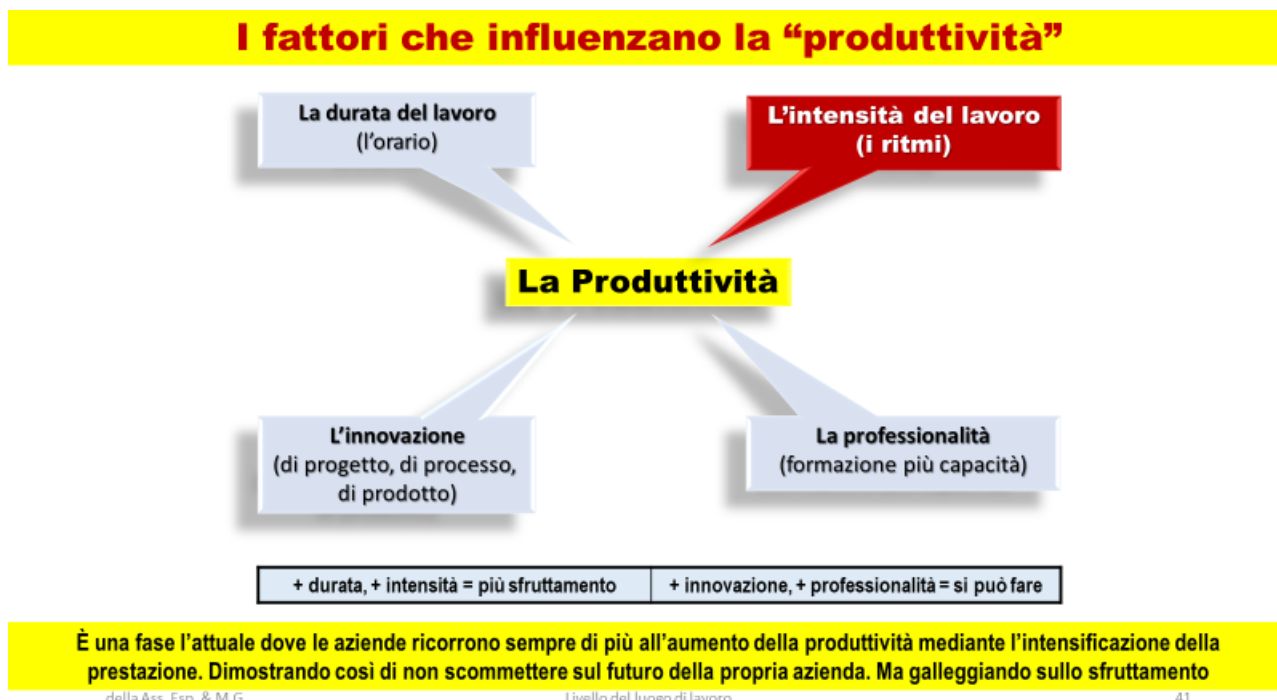 I fattori che influenzano la “produttività”
La durata del lavoro
(l’orario)
L’intensità del lavoro
(i ritmi)
La Produttività
L’innovazione
(di progetto, di processo,
di prodotto)
La professionalità
(formazione più capacità)
+ durata, + intensità = più sfruttamento
+ innovazione, + professionalità = si può fare
È una fase l’attuale dove le aziende ricorrono sempre di più all’aumento della produttività mediante l’intensificazione della
prestazione. Dimostrando così di non scommettere sul futuro della propria azienda. Ma galleggiando sullo sfruttamento
della Ass. Esp. & M.G.
Livello del luogo di lavoro
41